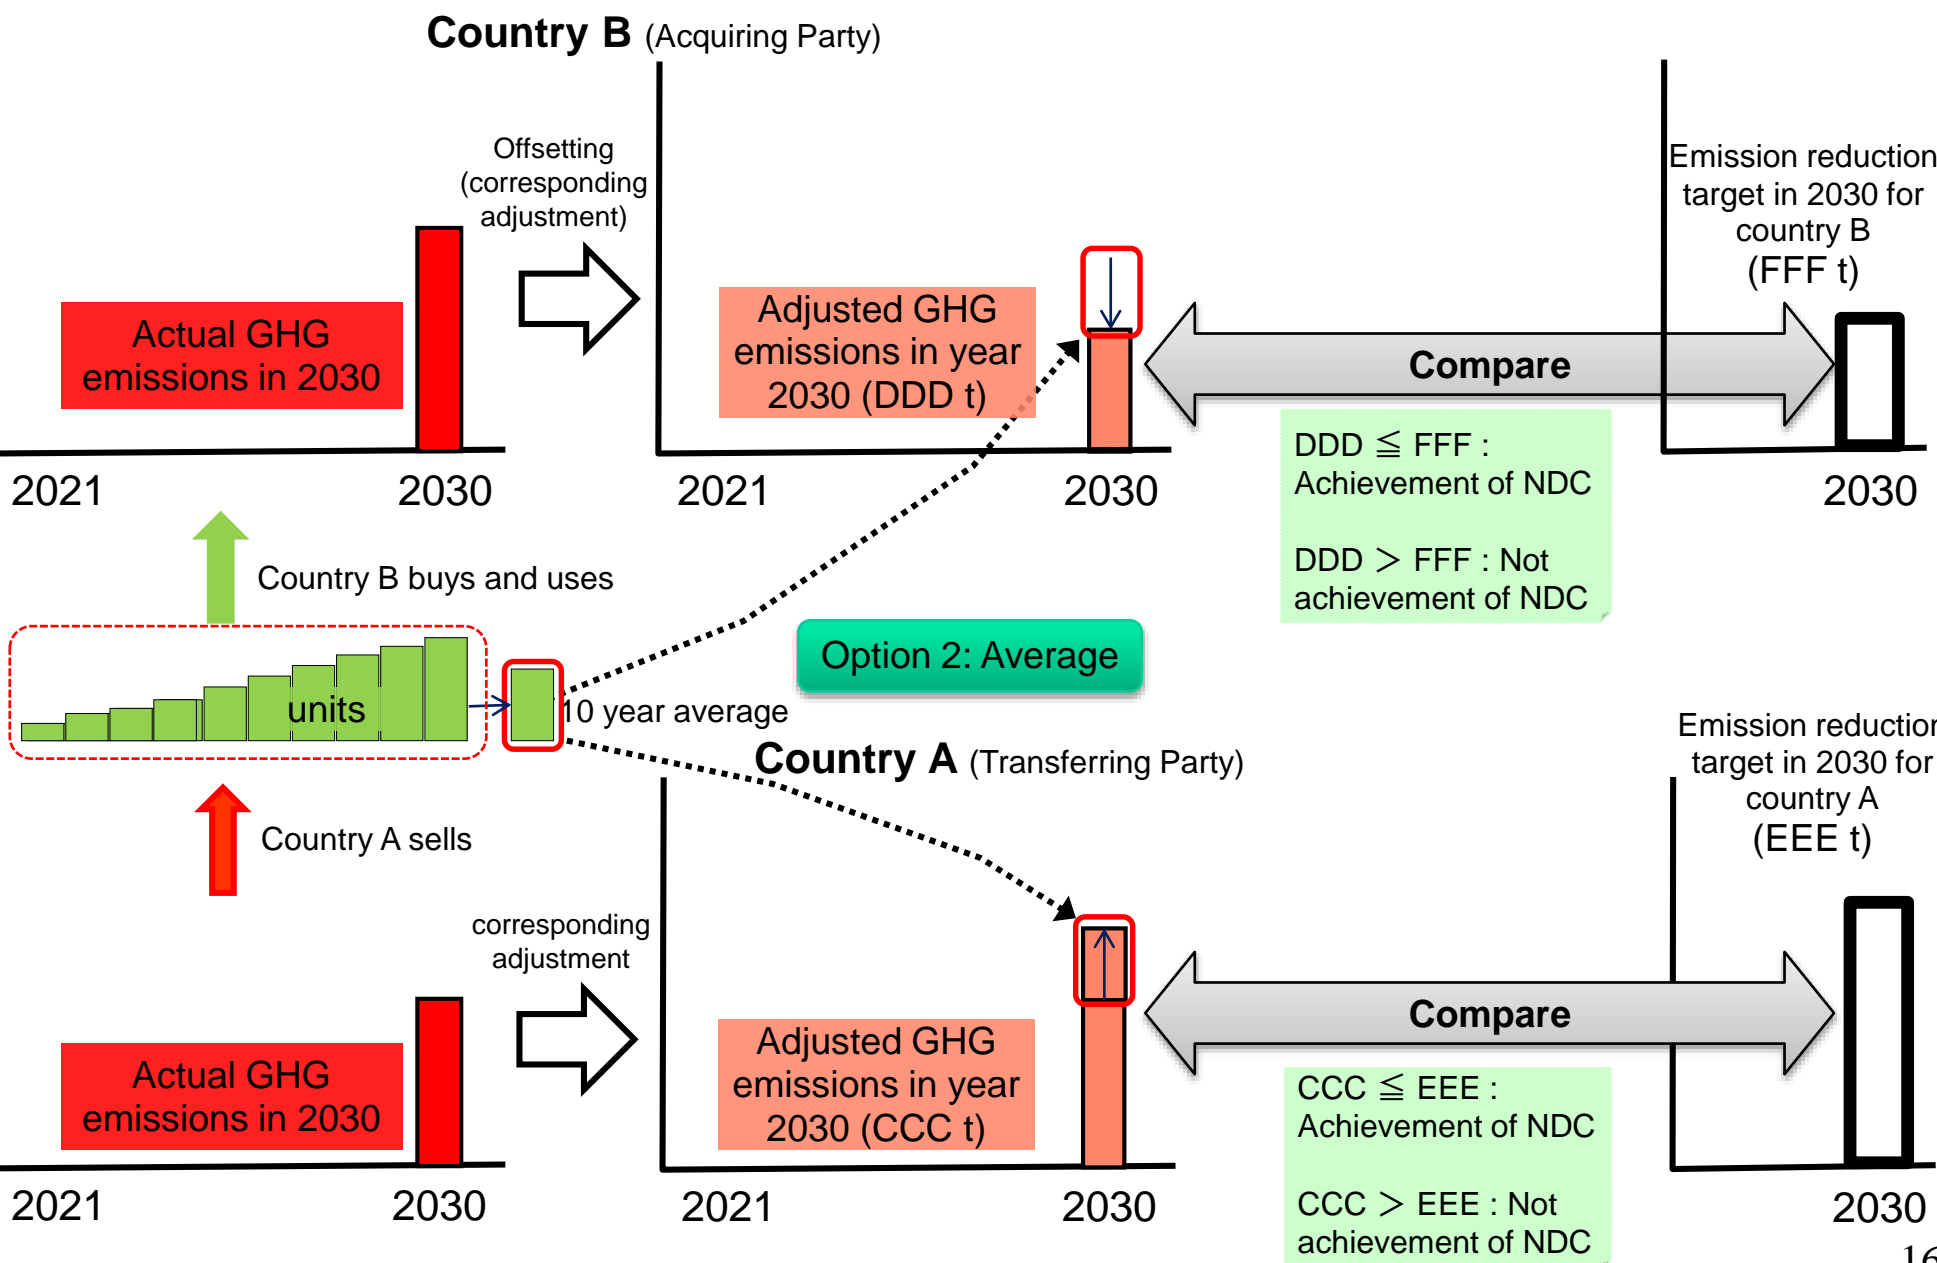 Country B (Acquiring Party)
Offsetting
(corresponding
adjustment)
Actual GHG
emissions in 2030
2021
2030
Adjusted GHG
emissions in year
2030 (DDD t)
2021
2030
Compare
DDD ≦ FFF :
Achievement of NDC
DDD ＞ FFF : Not
achievement of NDC
Emission reduction
target in 2030 for
country B
(FFF t)
2030
Country B buys and uses
units
10 year average
Option 2: Average
Country A sells
Country A (Transferring Party)
corresponding
adjustment
Actual GHG
emissions in 2030
2021
2030
Adjusted GHG
emissions in year
2030 (CCC t)
2021
2030
Compare
CCC ≦ EEE :
Achievement of NDC
CCC ＞ EEE : Not
achievement of NDC
Emission reduction
target in 2030 for
country A
(EEE t)
2030
16